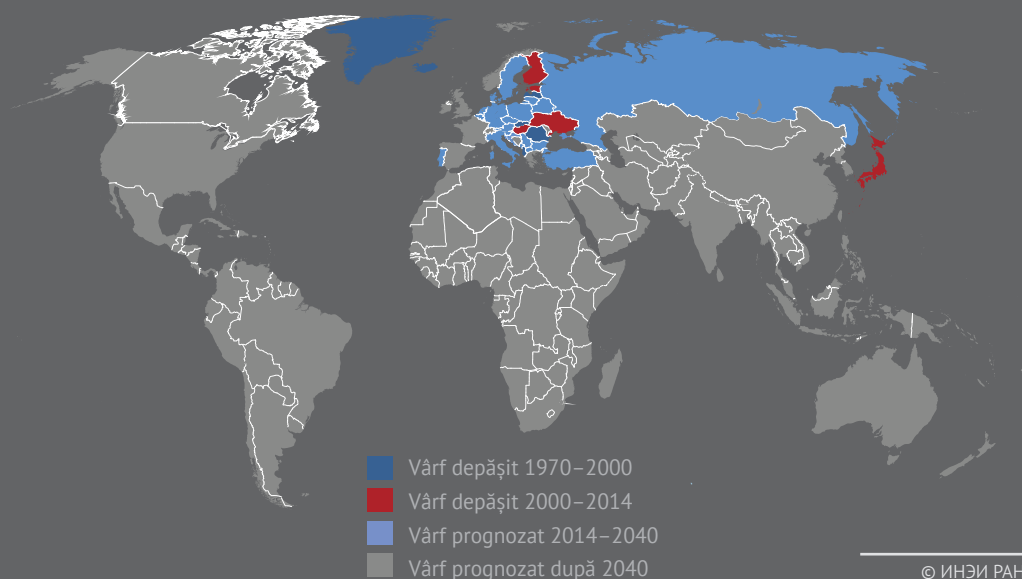 Vârf depășit 1970–2000
Vârf depășit 2000–2014
Vârf prognozat 2014–2040
Vârf prognozat după 2040
© ИНЭИ РАН